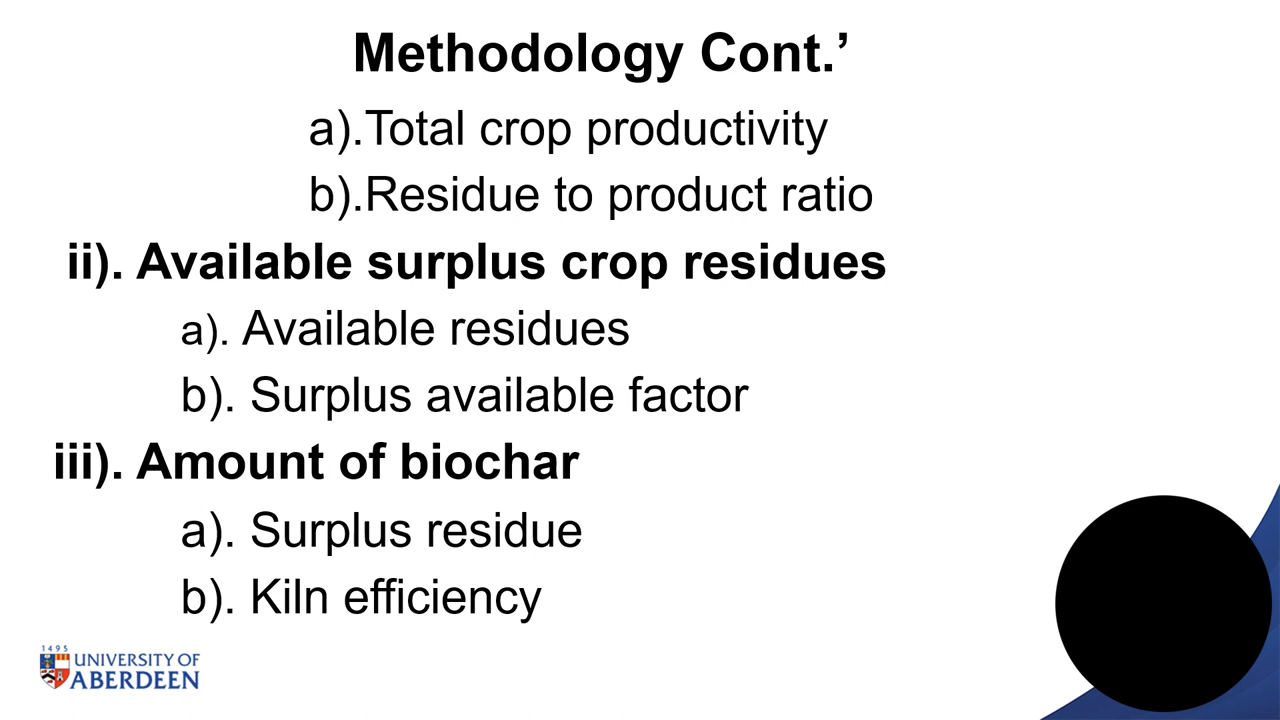 Methodology Cont.’
a).Total crop productivity
b).Residue to product ratio
ii). Available surplus crop residues
a). Available residues
b). Surplus available factor
iii). Amount of biochar
a). Surplus residue
b). Kiln efficiency
1495
UNIVERSITY OF
ABERDEEN